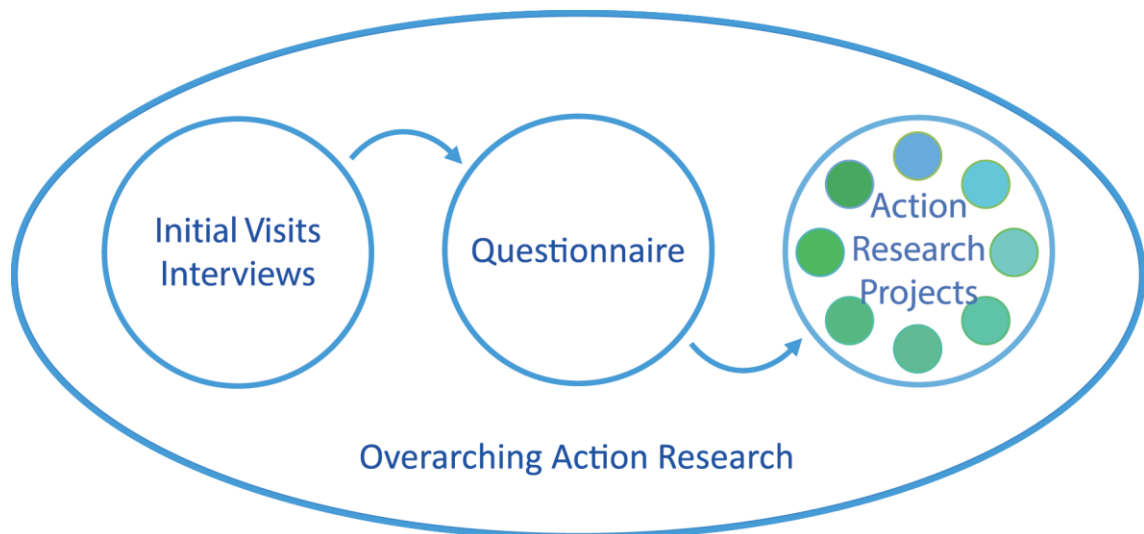 Initial Visits
Interviews
Questionnaire
Action
Research
Projects
Overarching Action Research